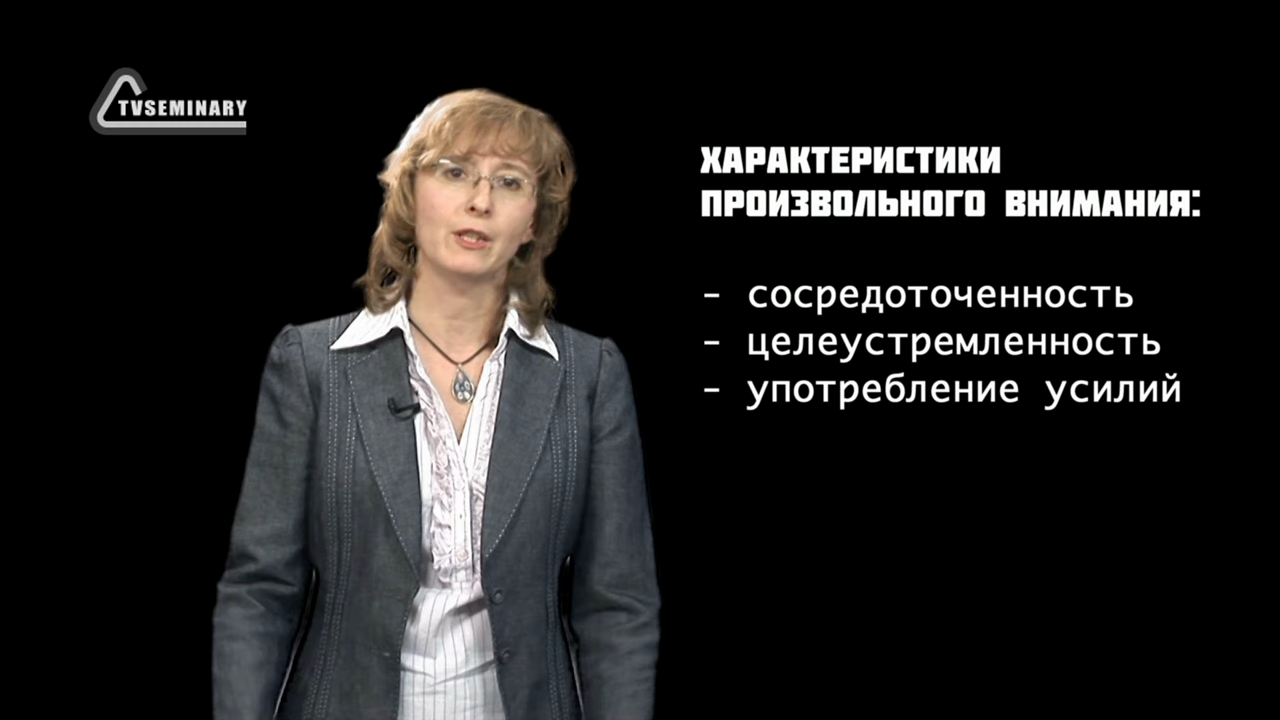 TVSEMINARY
ХАРАКТЕРИСТИКИ
ПРОИЗВОЛЬНОГО ВНИМАНИЯ:
- сосредоточенность
- целеустремленность
- употребление усилий